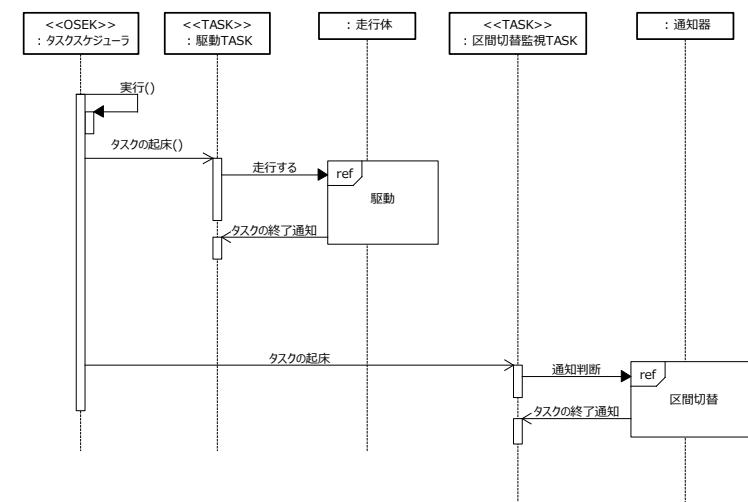 <<OSEK>>
: タスクスケジューラ
<<TASK>>
: 駆動TASK
: 走行体
<<TASK>>
: 区間切替監視TASK
: 通知器
実行()
タスクの起床()
走行する
ref
駆動
タスクの終了通知
タスクの起床
通知判断
ref
区間切替
タスクの終了通知